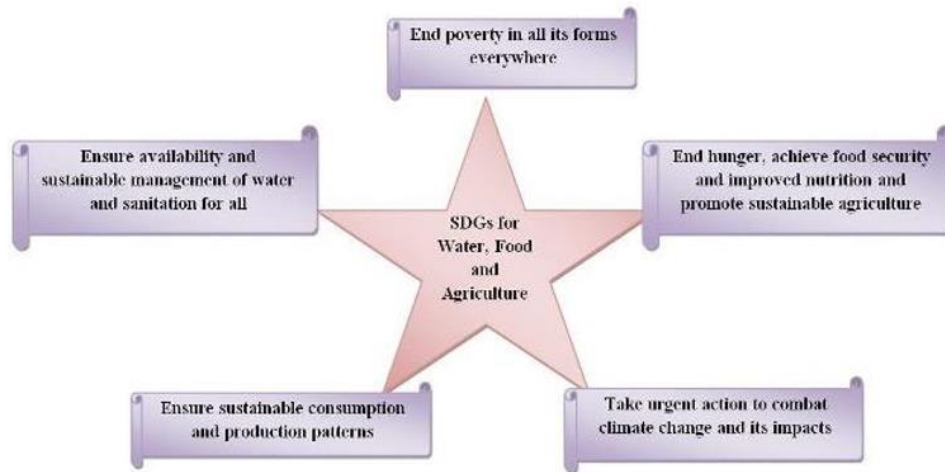 End poverty in all its forms
everywhere
Ensure availability and
sustainable management of water
and sanitation for all
End hunger, achieve food security
and improved nutrition and
promote sustainable agriculture
SDGs for
Water, Food
and
Agriculture
Ensure sustainable consumption
and production patterns
Take urgent action to combat
climate change and its impacts